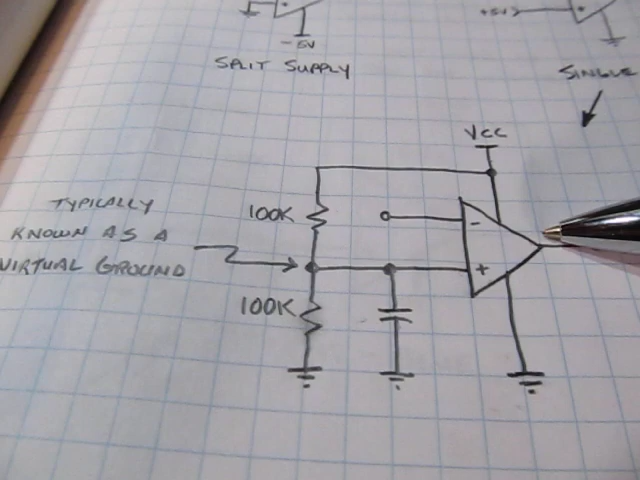 -5V
SPLIT SUPPLY
+5V
SINGLE
VCC
TYPICALLY
KNOWN AS A
VIRTUAL GROUND
100K
-
+
100K